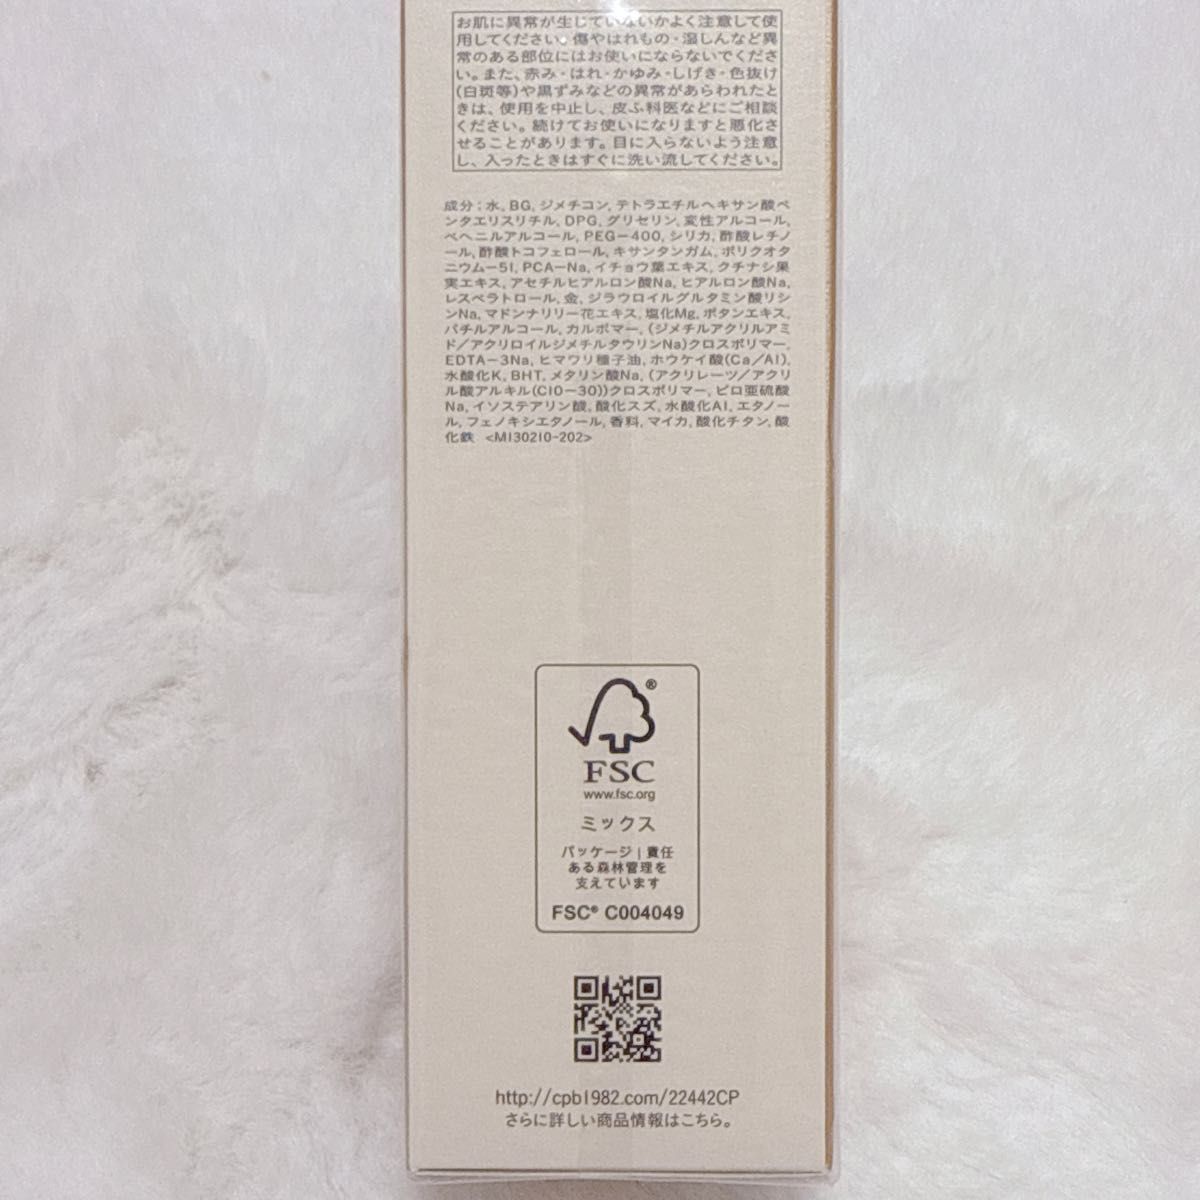 お肌に異常が生じていないかよく注意して使
用してください。傷やはれもの・湿しんなど異
常のある部位にはお使いにならないでくださ
い。また、赤み・はれ・かゆみ・しげき・色抜け
(白斑等)や黒ずみなどの異常があらわれたと
きは、使用を中止し、皮ふ科医などにご相談
ください。続けてお使いになりますと悪化さ
せることがあります。目に入らないよう注意
し、入ったときはすぐに洗い流してください。
成分：水，BG，ジメチコン，テトラエチルヘキサン酸ペ
ンタエリスリチル，DPG，グリセリン，変性アルコール，
ベヘニルアルコール，PEG－400，シリカ，酢酸レチノ
ール，酢酸トコフェロール，キサンタンガム，ポリクオタ
ニウム－51，PCA－Na，イチョウ葉エキス，クチナシ果
実エキス，アセチルヒアルロン酸Na，ヒアルロン酸Na，
レスベラトロール，金，ジラウロイルグルタミン酸リシ
ンNa，マドンナリリー花エキス，塩化Mg，ボタンエキス，
バチルアルコール，カルボマー，（ジメチルアクリルアミ
ド／アクリロイルジメチルタウリンNa）クロスポリマー，
EDTA－3Na，ヒマワリ種子油，ホウケイ酸(Ca／Al)，
水酸化K，BHT，メタリン酸Na，（アクリレーツ／アクリ
ル酸アルキル(C10－30)）クロスポリマー，ピロ亜硫酸
Na，イソステアリン酸，酸化スズ，水酸化Al，エタノー
ル，フェノキシエタノール，香料，マイカ，酸化チタン，酸
化鉄 <M130210-202>
®
FSC
www.fsc.org
ミックス
パッケージ | 責任
ある森林管理を
支えています
FSC® C004049
http://cpb1982.com/22442CP
さらに詳しい商品情報はこちら。